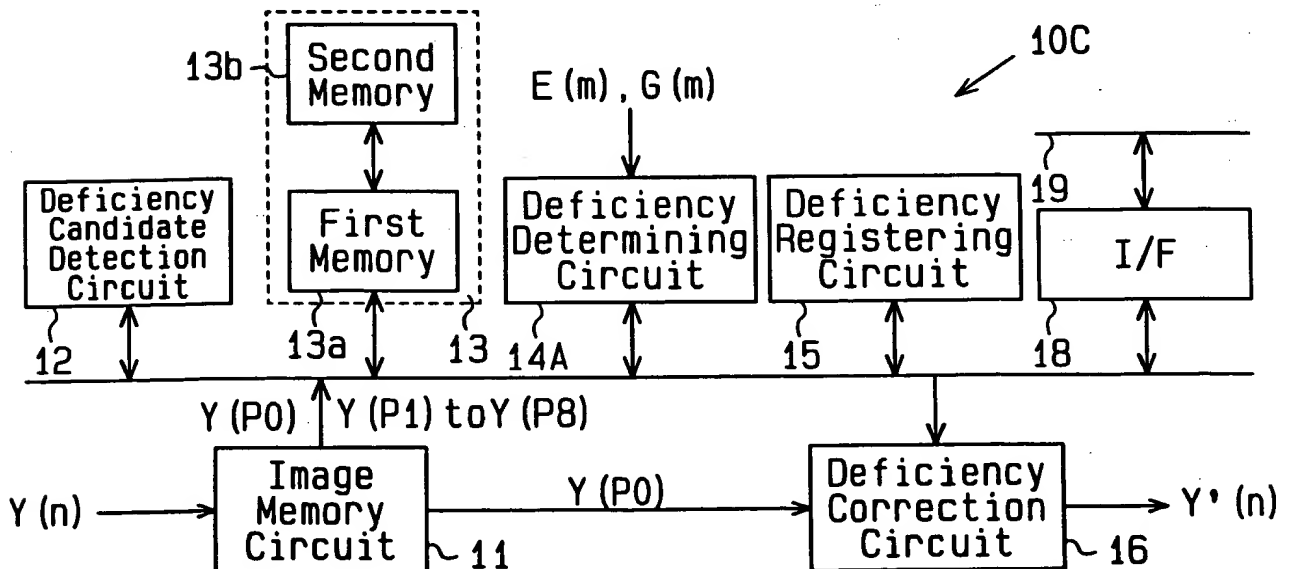 10C
13b
Second
Memory
E(m), G(m)
19
Deficiency
Candidate
Detection
Circuit
First
Memory
Deficiency
Determining
Circuit
Deficiency
Registering
Circuit
I/F
12
13a
13
14A
15
18
Y(P0)
Y(P1) to Y(P8)
Y(n)
Image
Memory
Circuit
11
Y(P0)
Deficiency
Correction
Circuit
16
Y'(n)